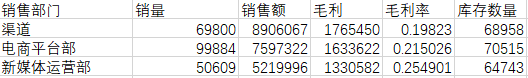 销售部门 销量 销售额 毛利 毛利率 库存数量
渠道 69800 8906067 1765450 0.19823 68958
电商平台部 99884 7597322 1633622 0.215026 70515
新媒体运营部 50609 5219996 1330582 0.254901 64743